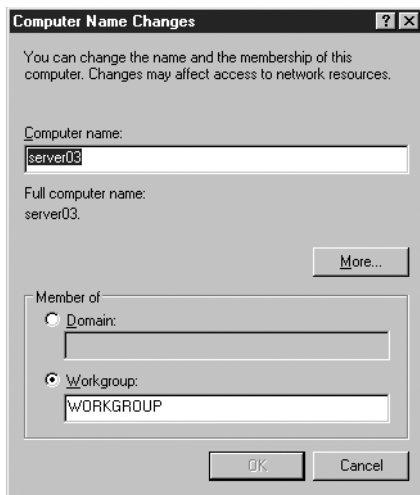 Computer Name Changes
You can change the name and the membership of this
computer. Changes may affect access to network resources.
Computer name:
server03
Full computer name:
server03.
More...
Member of
Domain:
Workgroup:
WORKGROUP
OK Cancel